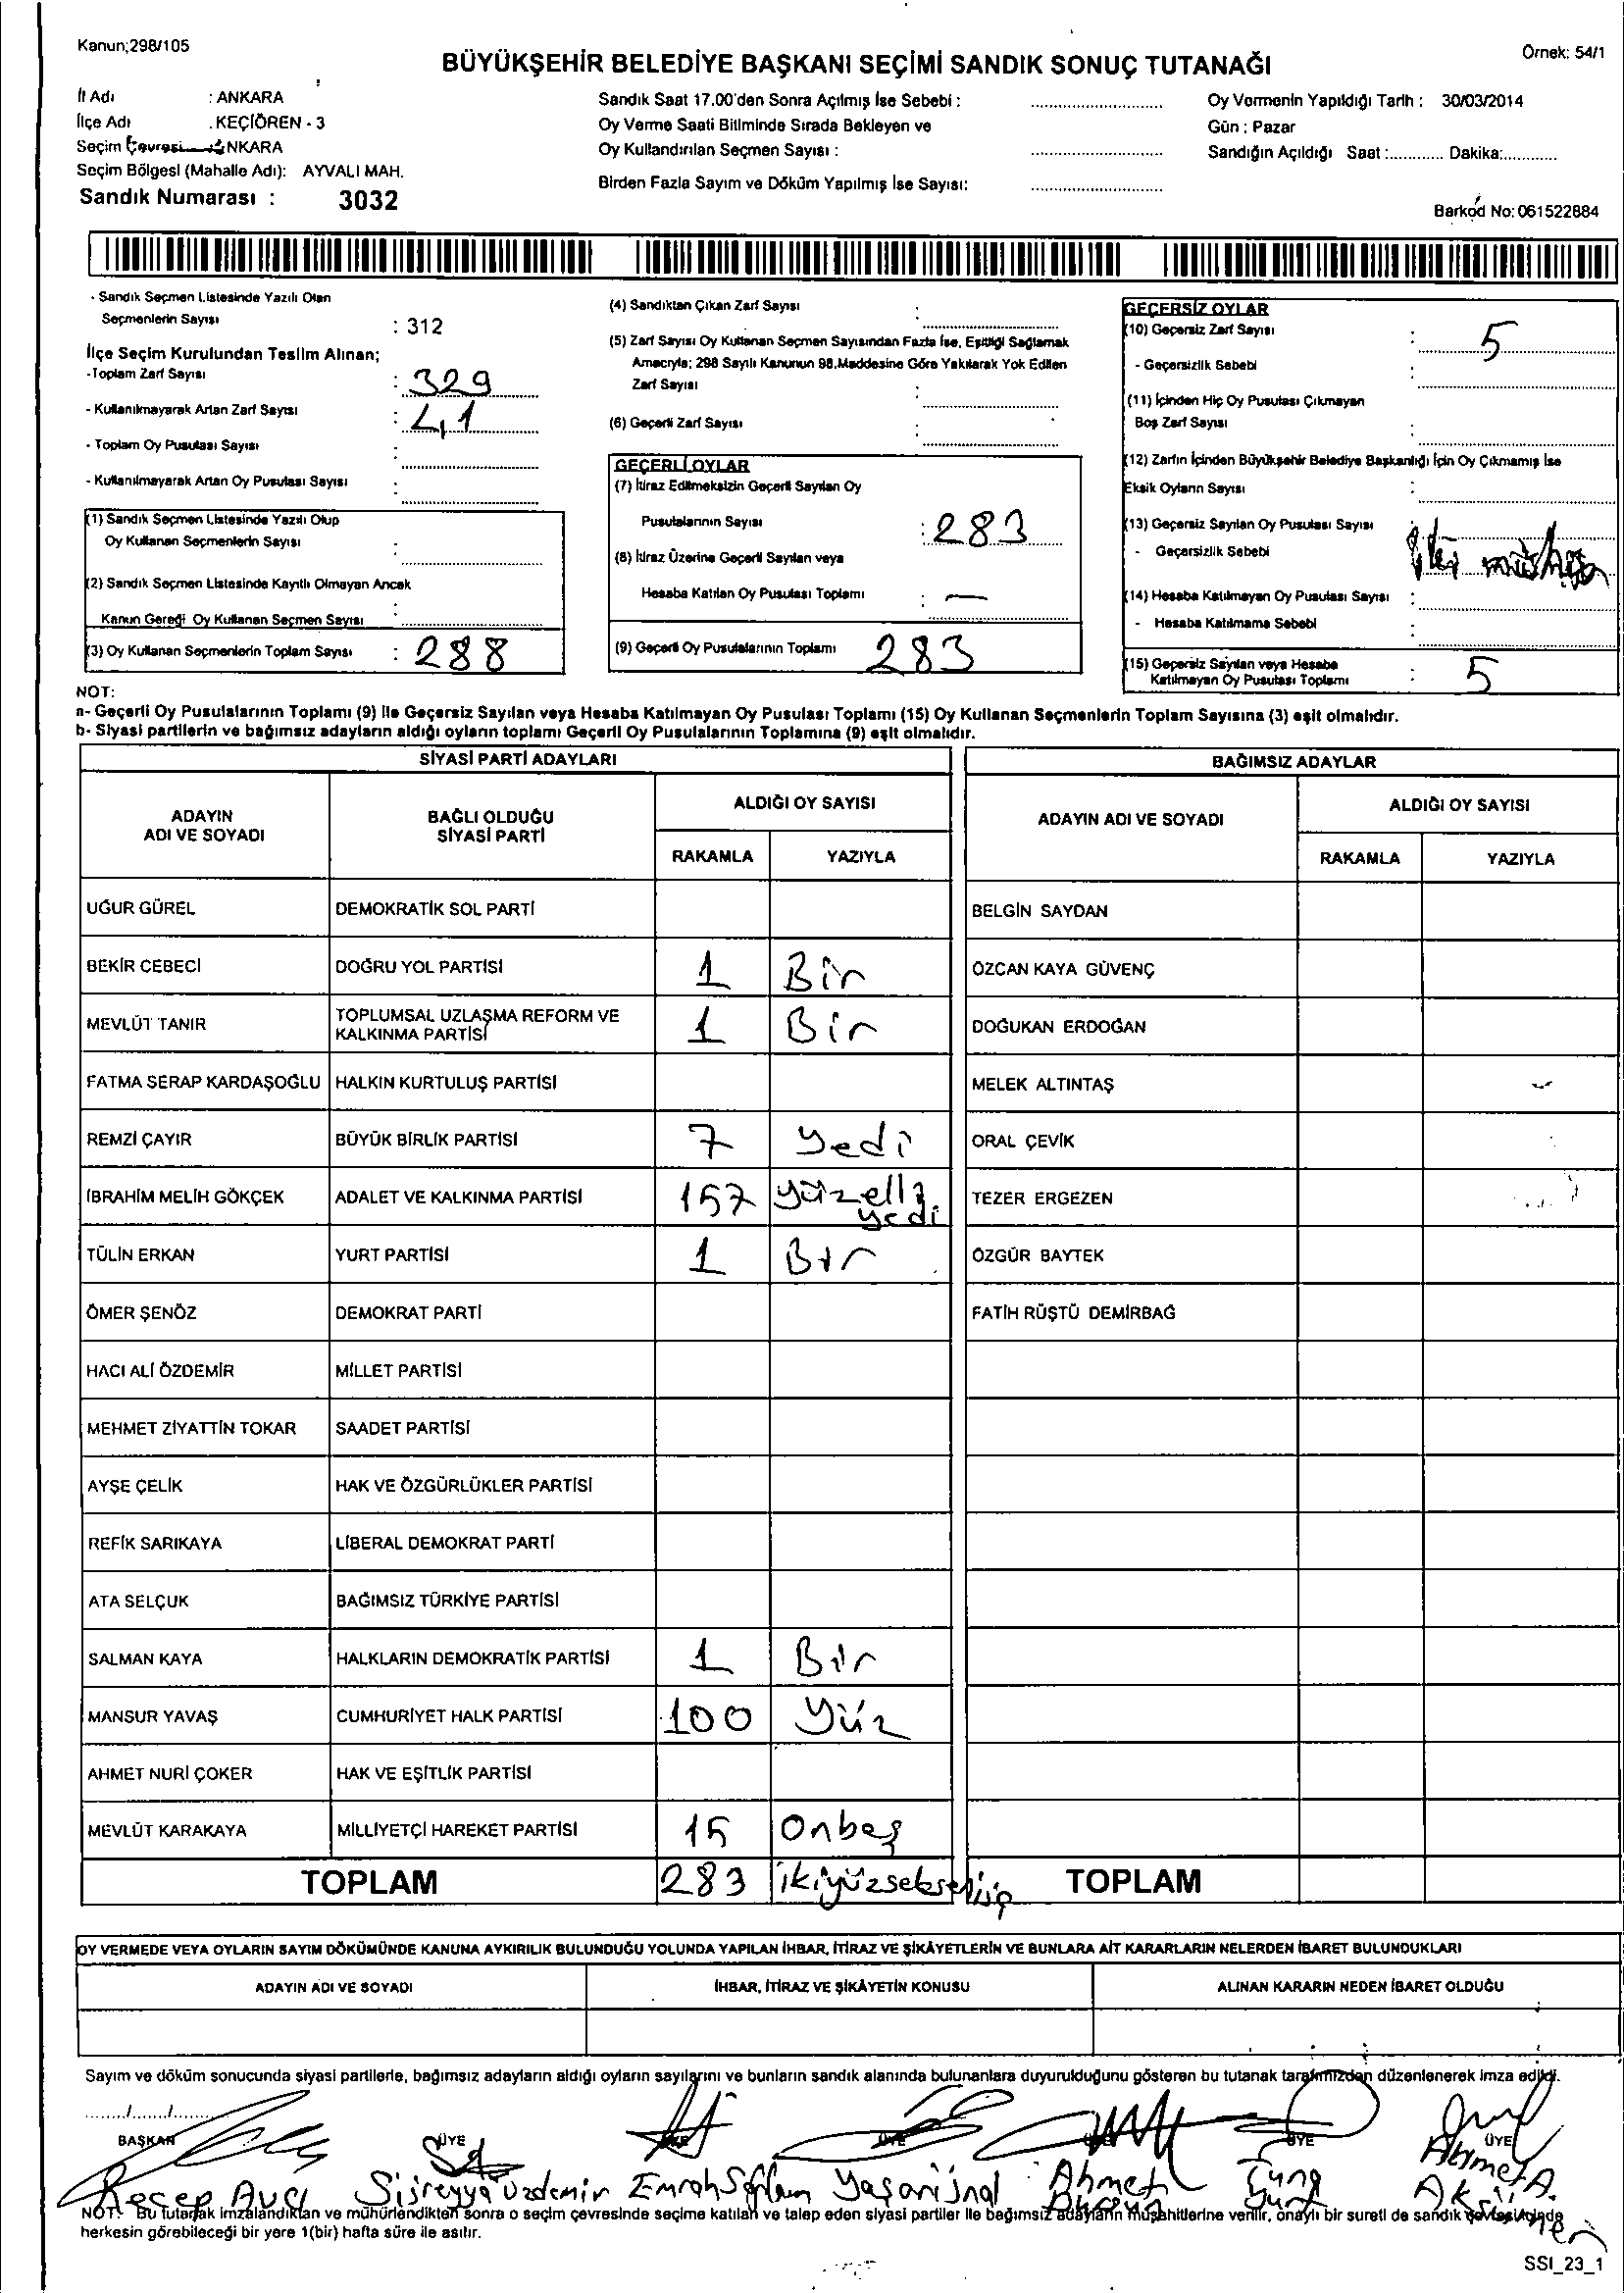 Kanun;298/105
Örnek: 54/1
BÜYÜKŞEHİR BELEDİYE BAŞKANI SEÇİMİ SANDIK SONUÇ TUTANAĞI
İl Adı : ANKARA
İlçe Adı : KEÇİÖREN - 3
Seçim Çevresi : ANKARA
Seçim Bölgesi (Mahalle Adı): AYVALI MAH.
Sandık Numarası : 3032
Sandık Saat 17.00'den Sonra Açılmış İse Sebebi :
Oy Verme Saati Bitiminde Sırada Bekleyen ve
Oy Kullandırılan Seçmen Sayısı :
Birden Fazla Sayım ve Döküm Yapılmış İse Sayısı:
Oy Vermenin Yapıldığı Tarih : 30/03/2014
Gün : Pazar
Sandığın Açıldığı Saat :............ Dakika:............
Barkod No: 061522884
- Sandık Seçmen Listesinde Yazılı Olan
Seçmenlerin Sayısı : 312
İlçe Seçim Kurulundan Teslim Alınan;
-Toplam Zarf Sayısı : 329
- Kullanılmayarak Artan Zarf Sayısı : 41
- Toplam Oy Pusulası Sayısı :
- Kullanılmayarak Artan Oy Pusulası Sayısı :
(1) Sandık Seçmen Listesinde Yazılı Olup
Oy Kullanan Seçmenlerin Sayısı :
(2) Sandık Seçmen Listesinde Kayıtlı Olmayan Ancak
Kanun Gereği Oy Kullanan Seçmen Sayısı :
(3) Oy Kullanan Seçmenlerin Toplam Sayısı : 288
(4) Sandıktan Çıkan Zarf Sayısı :
(5) Zarf Sayısı Oy Kullanan Seçmen Sayısından Fazla İse, Eşitliği Sağlamak
Amacıyla; 298 Sayılı Kanunun 98.Maddesine Göre Yakılarak Yok Edilen
Zarf Sayısı :
(6) Geçerli Zarf Sayısı :
GEÇERLİ OYLAR
(7) İtiraz Edilmeksizin Geçerli Sayılan Oy
Pusulalarının Sayısı : 283
(8) İtiraz Üzerine Geçerli Sayılan veya
Hesaba Katılan Oy Pusulası Toplamı : —
(9) Geçerli Oy Pusulalarının Toplamı 283
GEÇERSİZ OYLAR
(10) Geçersiz Zarf Sayısı : 5
- Geçersizlik Sebebi
(11) İçinden Hiç Oy Pusulası Çıkmayan
Boş Zarf Sayısı :
(12) Zarfın İçinden Büyükşehir Belediye Başkanlığı İçin Oy Çıkmamış İse
Eksik Oyların Sayısı :
(13) Geçersiz Sayılan Oy Pusulası Sayısı :
- Geçersizlik Sebebi
(14) Hesaba Katılmayan Oy Pusulası Sayısı :
- Hesaba Katılmama Sebebi :
(15) Geçersiz Sayılan veya Hesaba
Katılmayan Oy Pusulası Toplamı : 5
NOT:
a- Geçerli Oy Pusulalarının Toplamı (9) İle Geçersiz Sayılan veya Hesaba Katılmayan Oy Pusulası Toplamı (15) Oy Kullanan Seçmenlerin Toplam Sayısına (3) eşit olmalıdır.
b- Siyasi partilerin ve bağımsız adayların aldığı oyların toplamı Geçerli Oy Pusulalarının Toplamına (9) eşit olmalıdır.
SİYASİ PARTİ ADAYLARI
BAĞIMSIZ ADAYLAR
ADAYIN ADI VE SOYADI
BAĞLI OLDUĞU SİYASİ PARTİ
ALDIĞI OY SAYISI
RAKAMLA YAZIYLA
ADAYIN ADI VE SOYADI
ALDIĞI OY SAYISI
RAKAMLA YAZIYLA
UĞUR GÜREL DEMOKRATİK SOL PARTİ BELGİN SAYDAN
BEKİR CEBECİ DOĞRU YOL PARTİSİ 1 Bir ÖZCAN KAYA GÜVENÇ
MEVLÜT TANIR TOPLUMSAL UZLAŞMA REFORM VE KALKINMA PARTİSİ 1 Bir DOĞUKAN ERDOĞAN
FATMA SERAP KARDAŞOĞLU HALKIN KURTULUŞ PARTİSİ MELEK ALTINTAŞ
REMZİ ÇAYIR BÜYÜK BİRLİK PARTİSİ 7 Yedi ORAL ÇEVİK
İBRAHİM MELİH GÖKÇEK ADALET VE KALKINMA PARTİSİ 157 yüzelli yedi TEZER ERGEZEN
TÜLİN ERKAN YURT PARTİSİ 1 Bir ÖZGÜR BAYTEK
ÖMER ŞENÖZ DEMOKRAT PARTİ FATİH RÜŞTÜ DEMİRBAĞ
HACI ALİ ÖZDEMİR MİLLET PARTİSİ
MEHMET ZİYATTİN TOKAR SAADET PARTİSİ
AYŞE ÇELİK HAK VE ÖZGÜRLÜKLER PARTİSİ
REFİK SARIKAYA LİBERAL DEMOKRAT PARTİ
ATA SELÇUK BAĞIMSIZ TÜRKİYE PARTİSİ
SALMAN KAYA HALKLARIN DEMOKRATİK PARTİSİ 1 Bir
MANSUR YAVAŞ CUMHURİYET HALK PARTİSİ 100 Yüz
AHMET NURİ ÇOKER HAK VE EŞİTLİK PARTİSİ
MEVLÜT KARAKAYA MİLLİYETÇİ HAREKET PARTİSİ 15 Onbeş
TOPLAM 283 ikiyüzseksenüç TOPLAM
OY VERMEDE VEYA OYLARIN SAYIM DÖKÜMÜNDE KANUNA AYKIRILIK BULUNDUĞU YOLUNDA YAPILAN İHBAR, İTİRAZ VE ŞİKÂYETLERİN VE BUNLARA AİT KARARLARIN NELERDEN İBARET BULUNDUKLARI
ADAYIN ADI VE SOYADI İHBAR, İTİRAZ VE ŞİKÂYETİN KONUSU ALINAN KARARIN NEDEN İBARET OLDUĞU
Sayım ve döküm sonucunda siyasi partilerle, bağımsız adayların aldığı oyların sayılarını ve bunların sandık alanında bulunanlara duyurulduğunu gösteren bu tutanak tarafımızdan düzenlenerek imza edildi.
....../....../......
BAŞKAN ÜYE ÜYE ÜYE ÜYE ÜYE
Recep Avcı Emrah Yaşar Ünal Ahmet Ahmet A.
NOT: Bu tutanak imzalandıktan ve mühürlendikten sonra o seçim çevresinde seçime katılan ve talep eden siyasi partiler ile bağımsız adayların müşahitlerine verilir, onaylı bir sureti de sandık
herkesin görebileceği bir yere 1(bir) hafta süre ile asılır.
SSI_23_1